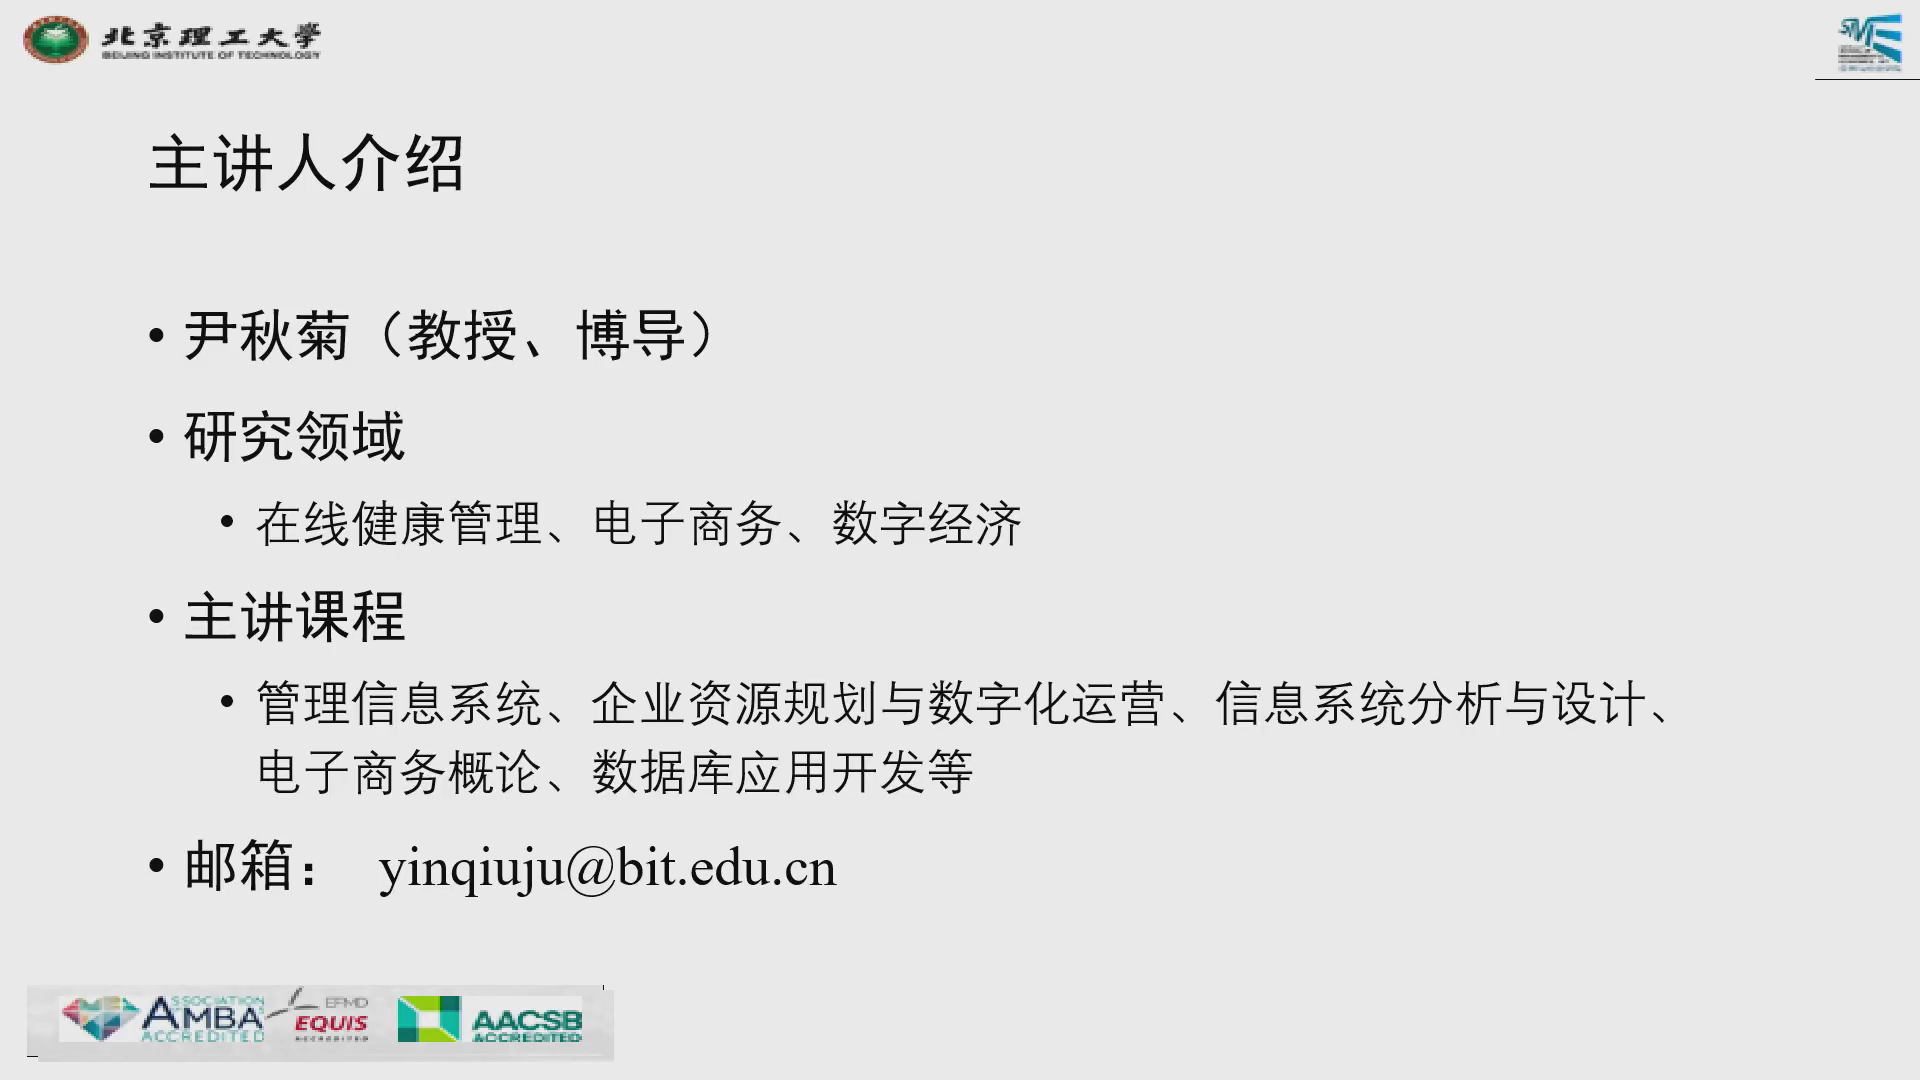 北京理工大学
BEIJING INSTITUTE OF TECHNOLOGY
主讲人介绍
• 尹秋菊（教授、博导）
• 研究领域
• 在线健康管理、电子商务、数字经济
• 主讲课程
• 管理信息系统、企业资源规划与数字化运营、信息系统分析与设计、
电子商务概论、数据库应用开发等
• 邮箱： yinqiuju@bit.edu.cn
ASSOCIATION
AMBA
ACCREDITED
EFMD
EQUIS
ACCREDITED
AACSB
ACCREDITED